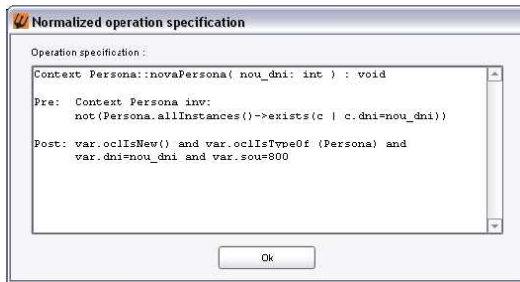 Normalized operation specification
Operation specification :
Context Persona::novaPersona( nou_dni: int ) : void
Pre: Context Persona inv:
not(Persona.allInstances()->exists(c | c.dni=nou_dni))
Post: var.oclIsNew() and var.oclIsTypeOf (Persona) and
var.dni=nou_dni and var.sou=800
Ok